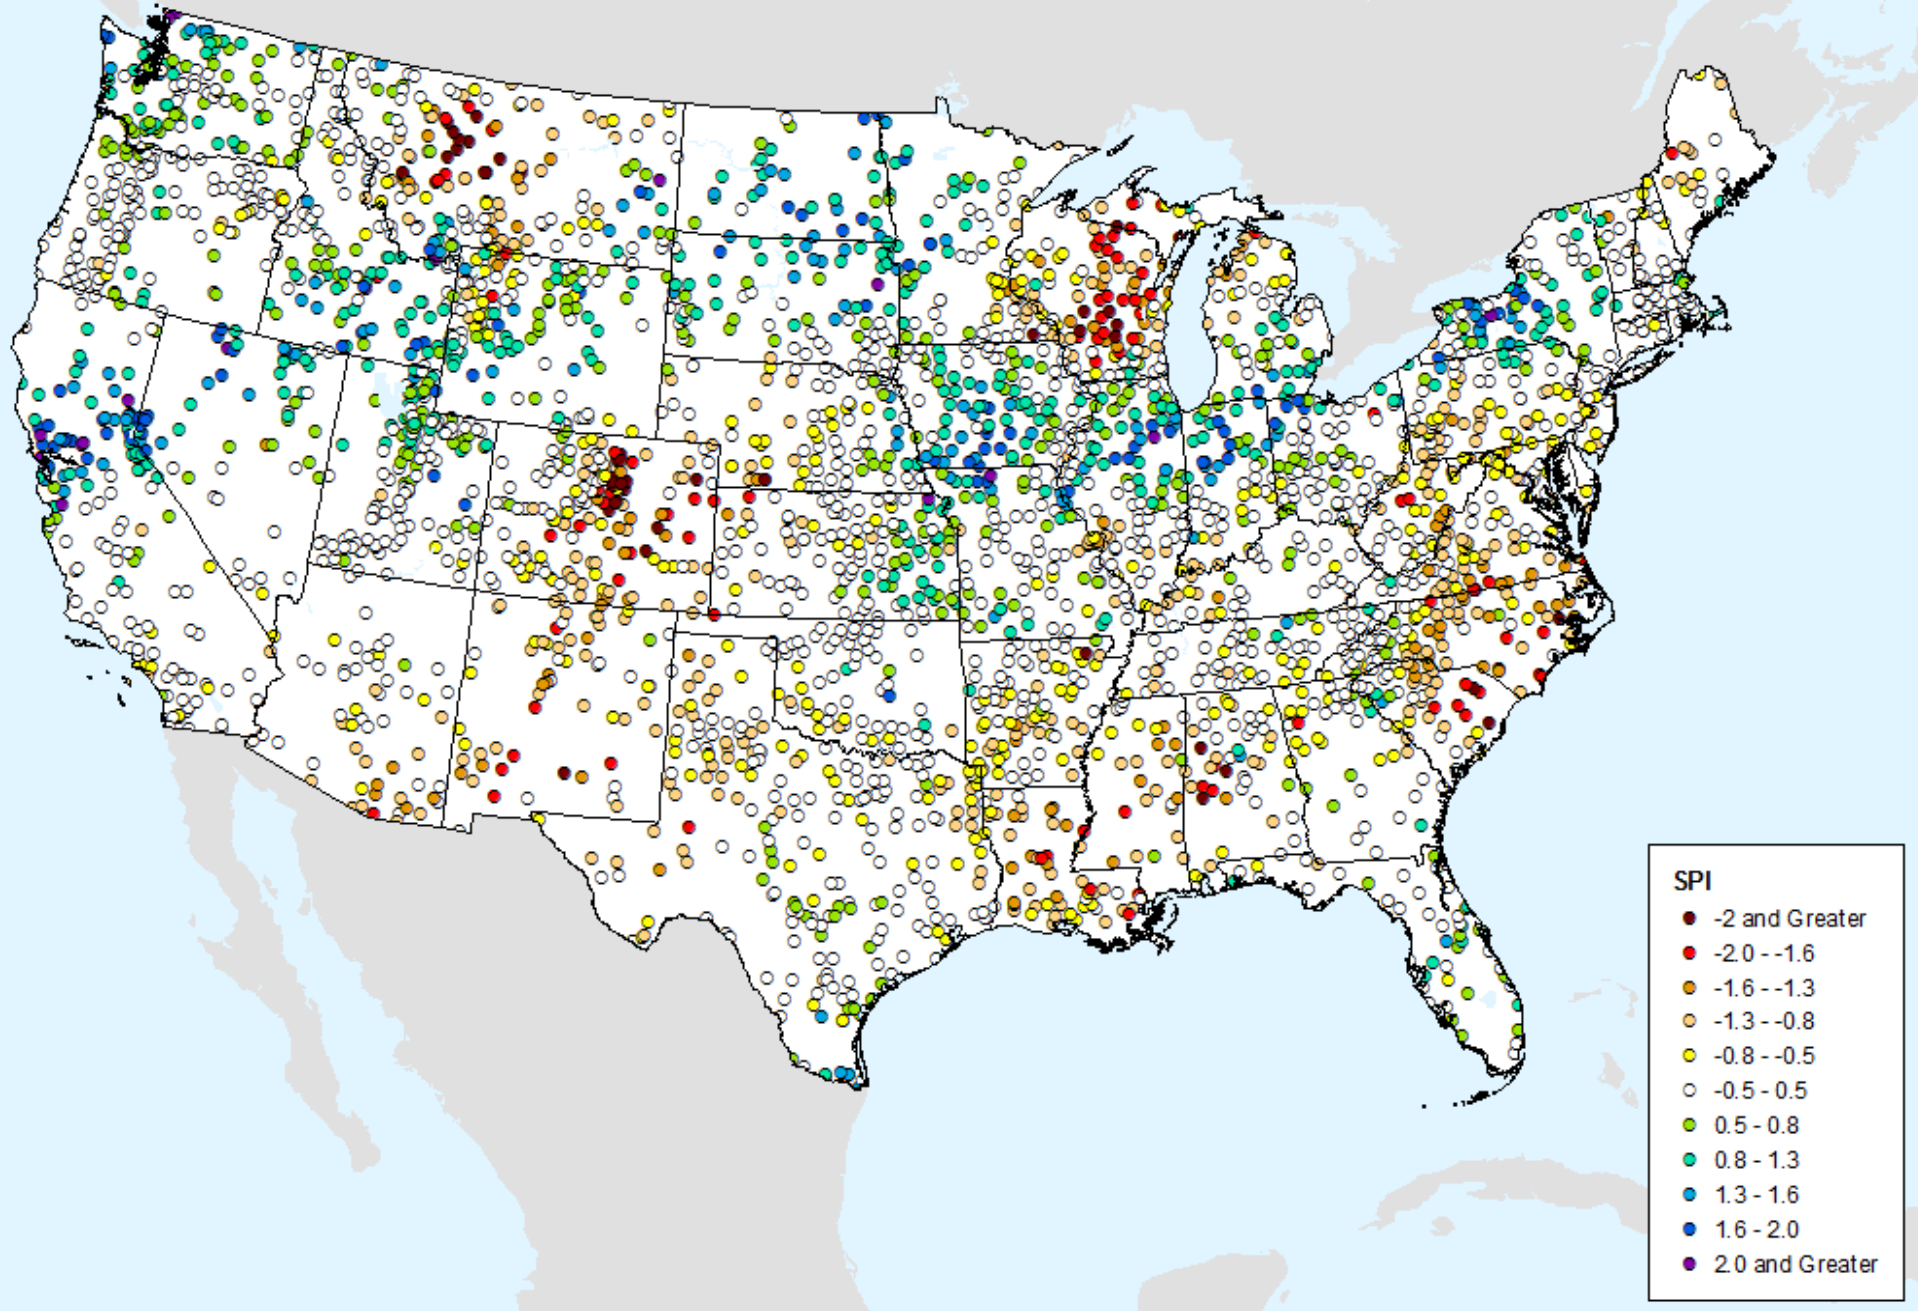 SPI
-2 and Greater
-2.0 - -1.6
-1.6 - -1.3
-1.3 - -0.8
-0.8 - -0.5
-0.5 - 0.5
0.5 - 0.8
0.8 - 1.3
1.3 - 1.6
1.6 - 2.0
2.0 and Greater